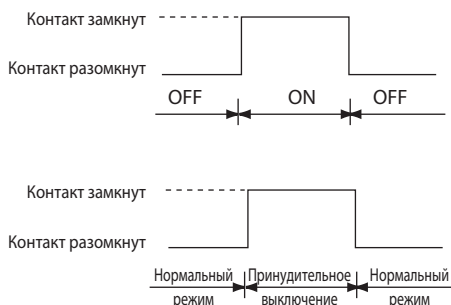 Контакт замкнут
Контакт разомкнут
OFF ON OFF
Контакт замкнут
Контакт разомкнут
Нормальный режим
Принудительное выключение
Нормальный режим